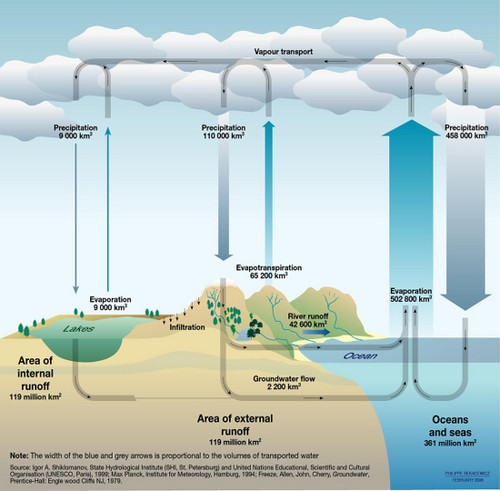 Vapour transport
Precipitation
9 000 km³
Precipitation
110 000 km³
Precipitation
458 000 km³
Evapotranspiration
65 200 km³
Evaporation
9 000 km³
Evaporation
502 800 km³
Lakes
Infiltration
River runoff
42 600 km³
Ocean
Area of
internal
runoff
119 million km²
Groundwater flow
2 200 km³
Area of external
runoff
119 million km²
Oceans
and seas
361 million km²
Note: The width of the blue and grey arrows is proportional to the volumes of transported water
Source: Igor A. Shiklomanov, State Hydrological Institute (SHI, St. Petersburg) and United Nations Educational, Scientific and Cultural
Organisation (UNESCO, Paris), 1999; Max Planck, Institute for Meteorology, Hamburg, 1994; Freeze, Allen, John, Cherry, Groundwater,
Prentice-Hall: Engle wood Cliffs NJ, 1979.
PHILIPPE REKACEWICZ
FEBRUARY 2002